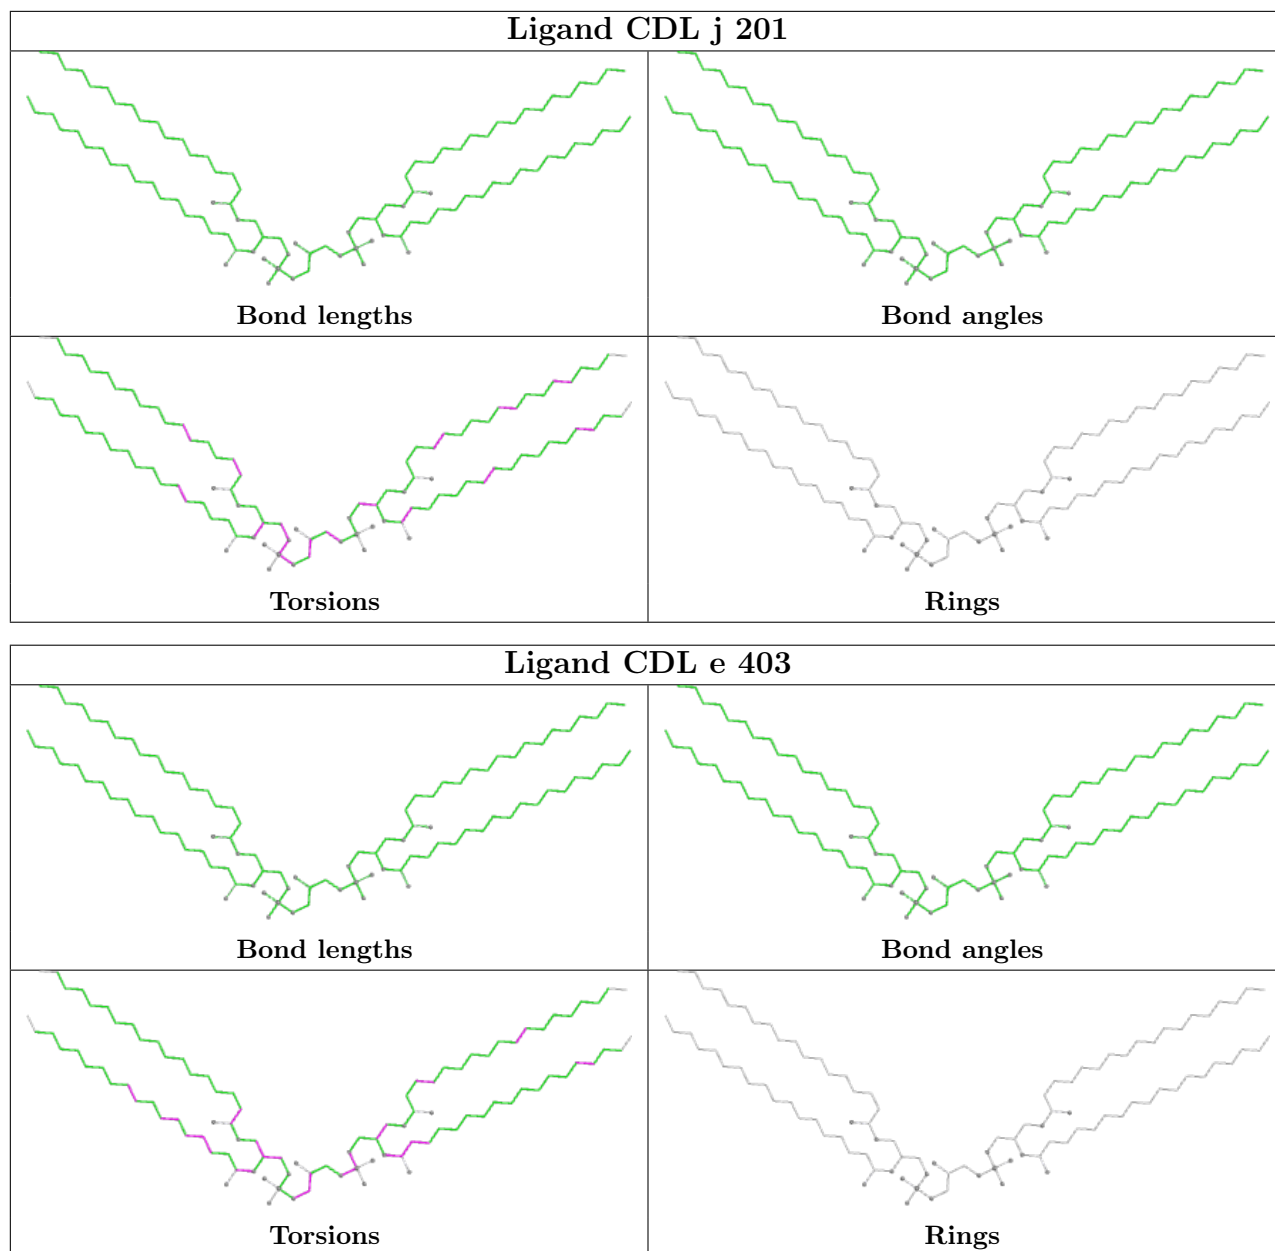 Ligand CDL j 201
Bond lengths
Bond angles
Torsions
Rings
Ligand CDL e 403
Bond lengths
Bond angles
Torsions
Rings